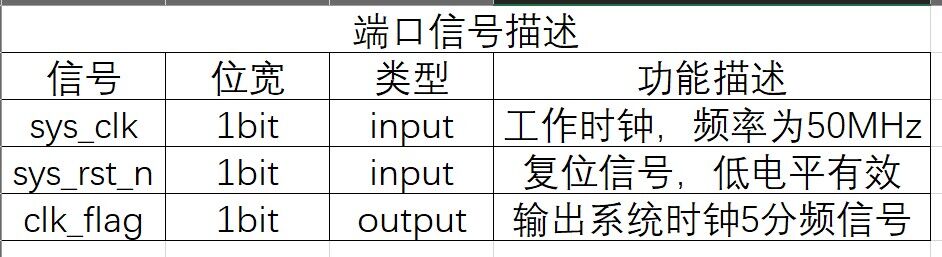 端口信号描述
信号 位宽 类型 功能描述
sys_clk 1bit input 工作时钟，频率为50MHz
sys_rst_n 1bit input 复位信号，低电平有效
clk_flag 1bit output 输出系统时钟5分频信号